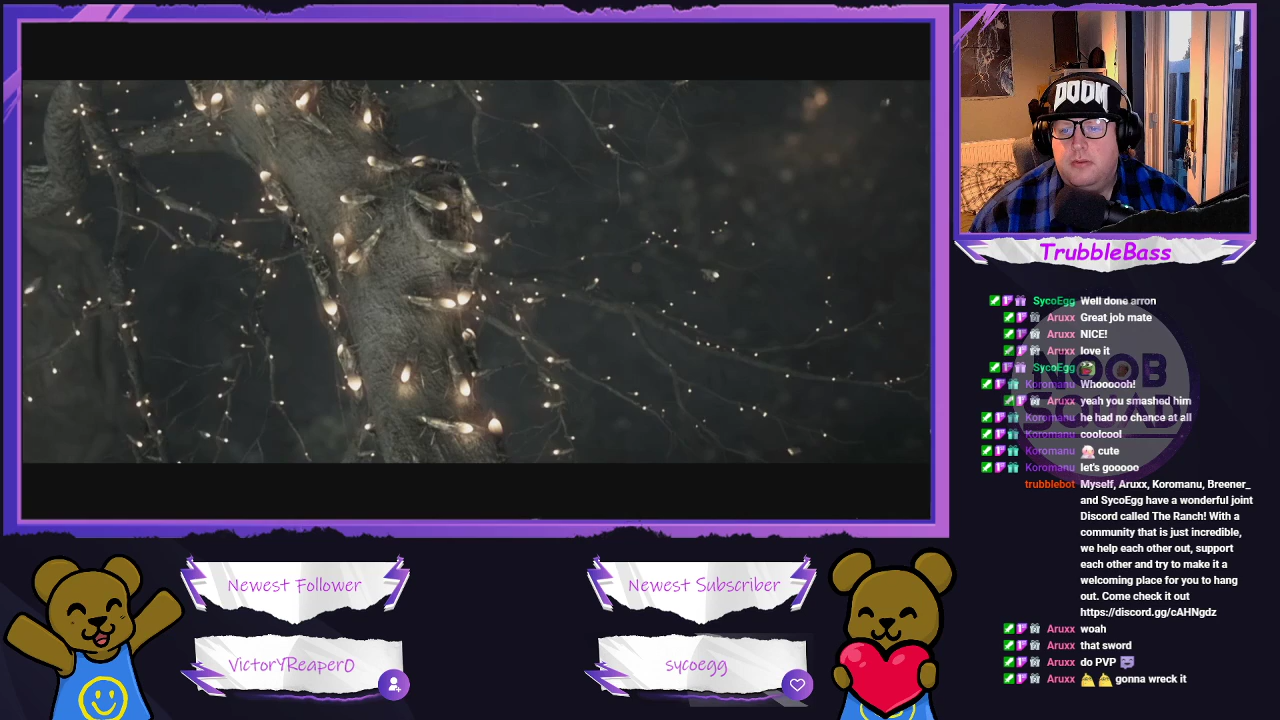 DOOM
TrubbleBass
SycoEgg Well done arron
Aruxx Great job mate
Aruxx NICE!
Aruxx love it
SycoEgg
Koromanu Whoooooh!
Aruxx yeah you smashed him
Koromanu he had no chance at all
Koromanu coolcool
Koromanu cute
Koromanu let's gooooo
trubblebot Myself, Aruxx, Koromanu, Breener_
and SycoEgg have a wonderful joint
Discord called The Ranch! With a
community that is just incredible,
we help each other out, support
each other and try to make it a
welcoming place for you to hang
out. Come check it out
https://discord.gg/cAHNgdz
Aruxx woah
Aruxx that sword
Aruxx do PVP
Aruxx gonna wreck it
NOOB
SQUAD
Newest Follower
VictorYReaper0
Newest Subscriber
sycoegg